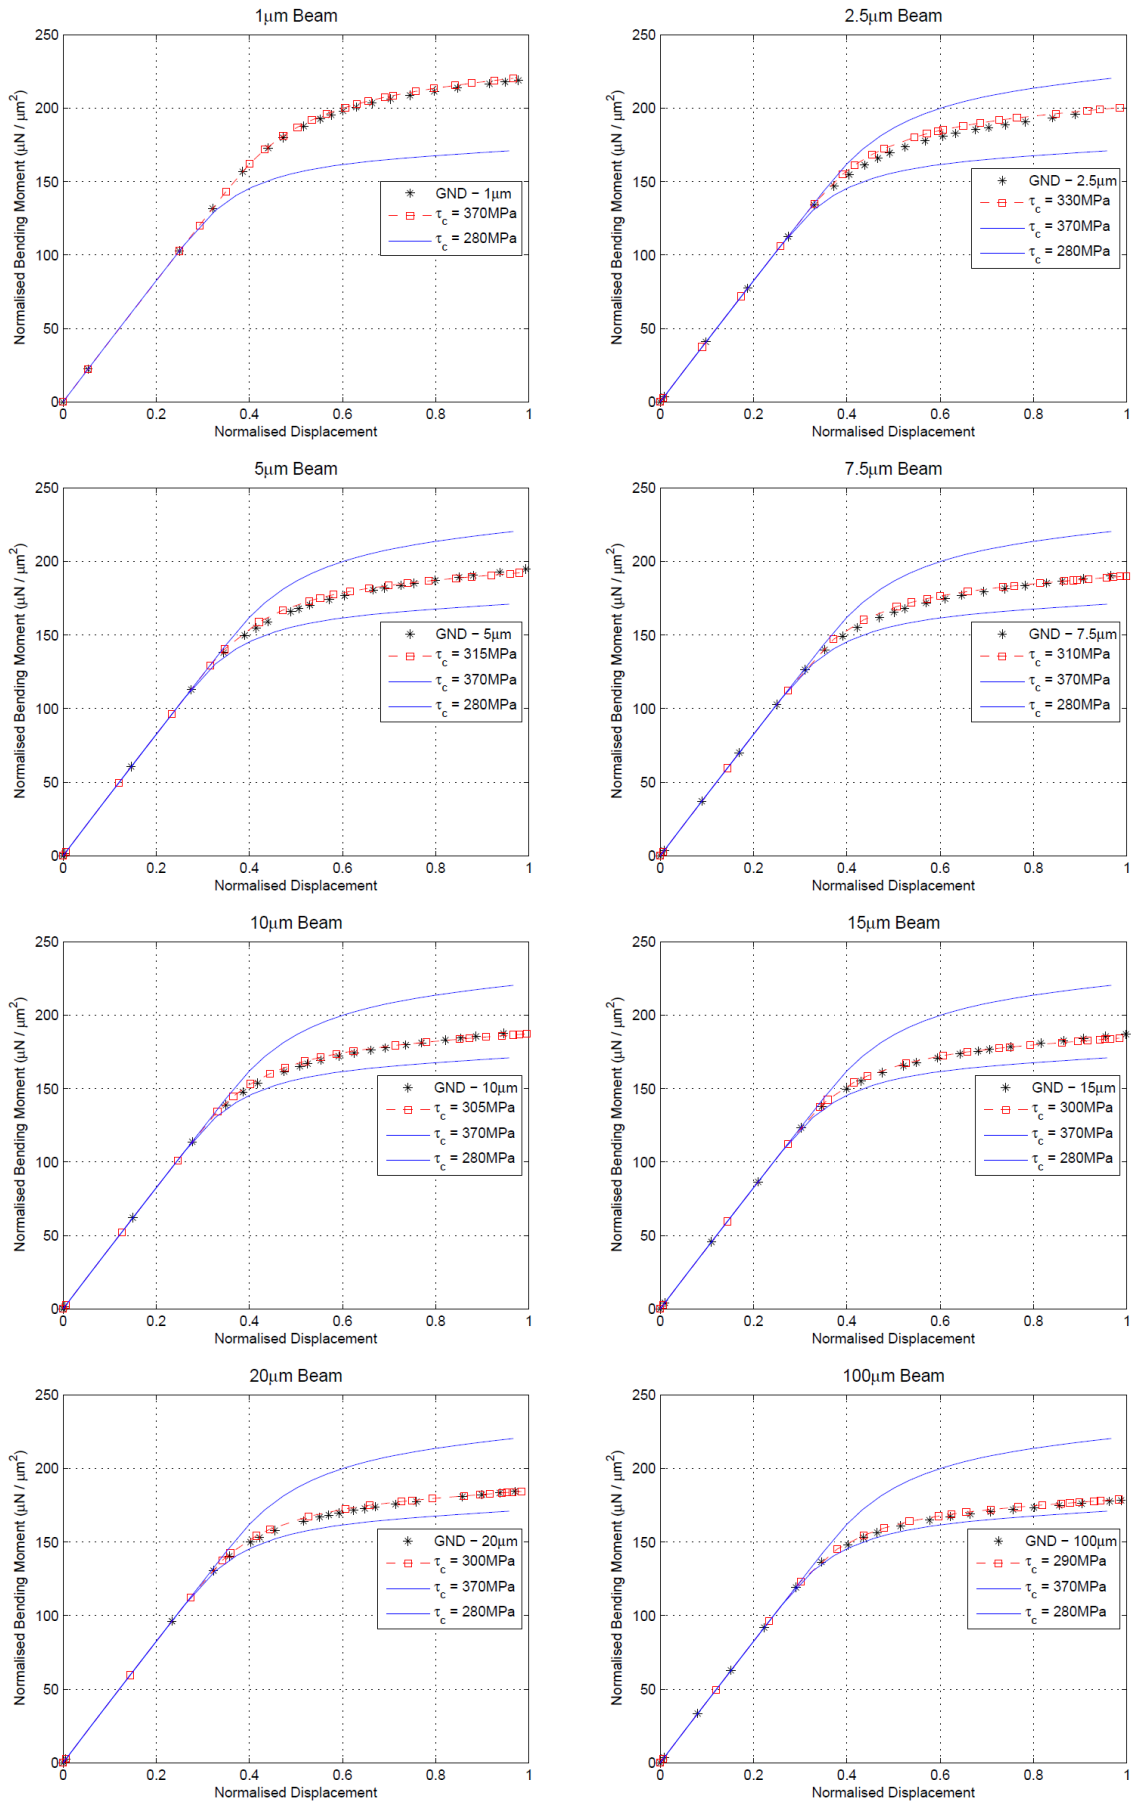 1μm Beam
Normalised Bending Moment (μN / μm²)
250
200
150
100
50
0
0 0.2 0.4 0.6 0.8 1
Normalised Displacement
GND − 1μm
τc = 370MPa
τc = 280MPa
2.5μm Beam
Normalised Bending Moment (μN / μm²)
250
200
150
100
50
0
0 0.2 0.4 0.6 0.8 1
Normalised Displacement
GND − 2.5μm
τc = 330MPa
τc = 370MPa
τc = 280MPa
5μm Beam
Normalised Bending Moment (μN / μm²)
250
200
150
100
50
0
0 0.2 0.4 0.6 0.8 1
Normalised Displacement
GND − 5μm
τc = 315MPa
τc = 370MPa
τc = 280MPa
7.5μm Beam
Normalised Bending Moment (μN / μm²)
250
200
150
100
50
0
0 0.2 0.4 0.6 0.8 1
Normalised Displacement
GND − 7.5μm
τc = 310MPa
τc = 370MPa
τc = 280MPa
10μm Beam
Normalised Bending Moment (μN / μm²)
250
200
150
100
50
0
0 0.2 0.4 0.6 0.8 1
Normalised Displacement
GND − 10μm
τc = 305MPa
τc = 370MPa
τc = 280MPa
15μm Beam
Normalised Bending Moment (μN / μm²)
250
200
150
100
50
0
0 0.2 0.4 0.6 0.8 1
Normalised Displacement
GND − 15μm
τc = 300MPa
τc = 370MPa
τc = 280MPa
20μm Beam
Normalised Bending Moment (μN / μm²)
250
200
150
100
50
0
0 0.2 0.4 0.6 0.8 1
Normalised Displacement
GND − 20μm
τc = 300MPa
τc = 370MPa
τc = 280MPa
100μm Beam
Normalised Bending Moment (μN / μm²)
250
200
150
100
50
0
0 0.2 0.4 0.6 0.8 1
Normalised Displacement
GND − 100μm
τc = 290MPa
τc = 370MPa
τc = 280MPa